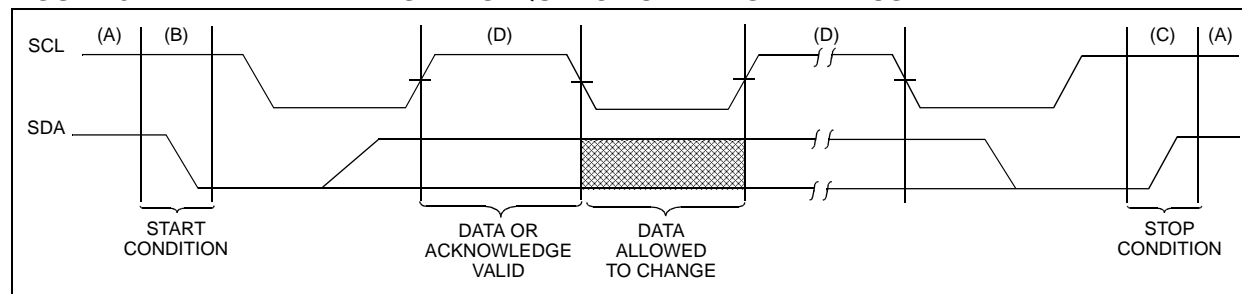 (A) (B) (D) (D) (C) (A)
SCL
SDA
START
CONDITION
DATA OR
ACKNOWLEDGE
VALID
DATA
ALLOWED
TO CHANGE
STOP
CONDITION